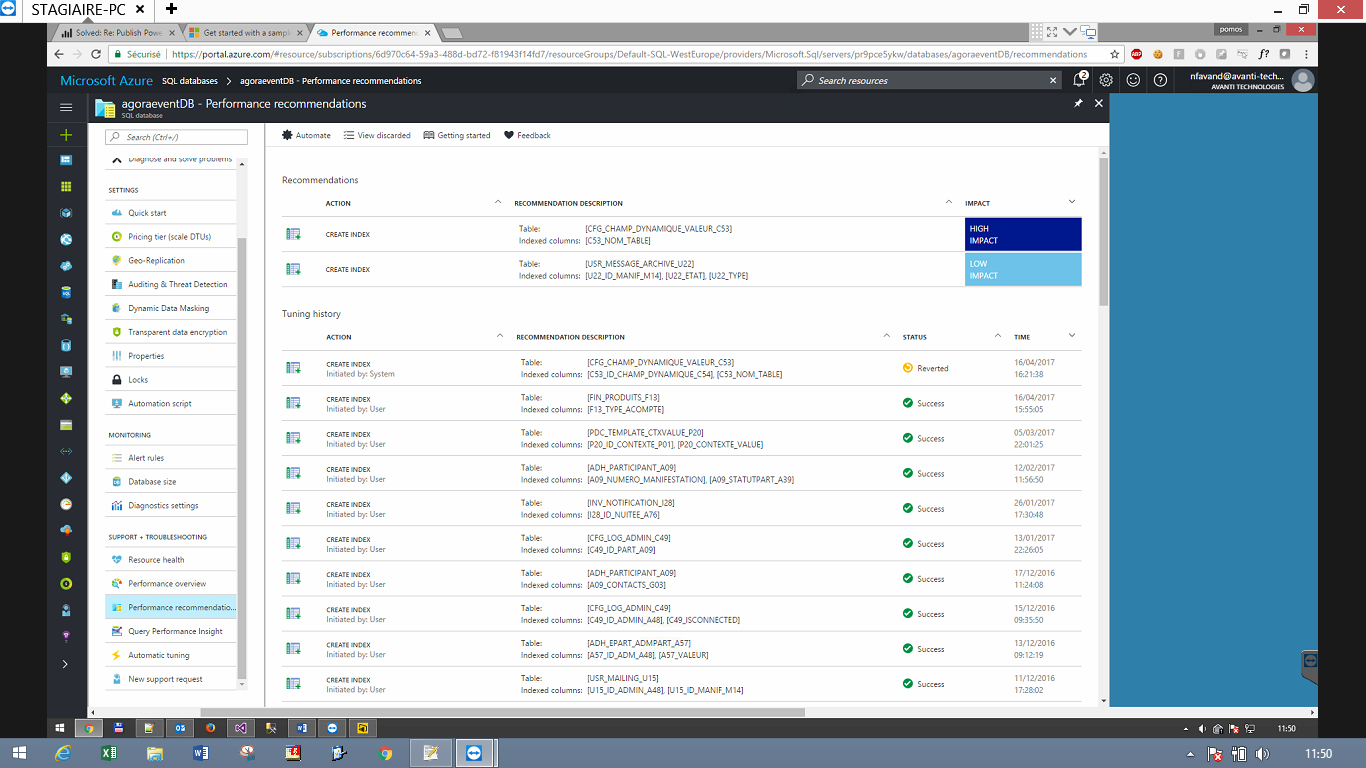 STAGIAIRE-PC
Solved: Re: Publish Pow
Get started with a sampl
Performance recommen
pomos
Sécurisé
https://portal.azure.com/#resource/subscriptions/6d970c64-59a3-488d-bd72-f81943f14fd7/resourceGroups/Default-SQL-WestEurope/providers/Microsoft.Sql/servers/pr9pce5ykw/databases/agoraeventDB/recommendations
Microsoft Azure SQL databases > agoraeventDB - Performance recommendations
Search resources
2
nfavand@avanti-tech...
AVANTI TECHNOLOGIES
agoraeventDB - Performance recommendations
SQL database
Search (Ctrl+/)
Diagnose and solve problems
SETTINGS
Quick start
Pricing tier (scale DTUs)
Geo-Replication
Auditing & Threat Detection
Dynamic Data Masking
Transparent data encryption
Properties
Locks
Automation script
MONITORING
Alert rules
Database size
Diagnostics settings
SUPPORT + TROUBLESHOOTING
Resource health
Performance overview
Performance recommendatio...
Query Performance Insight
Automatic tuning
New support request
Automate
View discarded
Getting started
Feedback
Recommendations
ACTION RECOMMENDATION DESCRIPTION IMPACT
CREATE INDEX
Table: [CFG_CHAMP_DYNAMIQUE_VALEUR_C53]
Indexed columns: [C53_NOM_TABLE]
HIGH
IMPACT
CREATE INDEX
Table: [USR_MESSAGE_ARCHIVE_U22]
Indexed columns: [U22_ID_MANIF_M14], [U22_ETAT], [U22_TYPE]
LOW
IMPACT
Tuning history
ACTION RECOMMENDATION DESCRIPTION STATUS TIME
CREATE INDEX
Initiated by: System
Table: [CFG_CHAMP_DYNAMIQUE_VALEUR_C53]
Indexed columns: [C53_ID_CHAMP_DYNAMIQUE_C54], [C53_NOM_TABLE]
Reverted
16/04/2017
16:21:38
CREATE INDEX
Initiated by: User
Table: [FIN_PRODUITS_F13]
Indexed columns: [F13_TYPE_ACOMPTE]
Success
16/04/2017
15:55:05
CREATE INDEX
Initiated by: User
Table: [PDC_TEMPLATE_CTXVALUE_P20]
Indexed columns: [P20_ID_CONTEXTE_P01], [P20_CONTEXTE_VALUE]
Success
05/03/2017
22:01:25
CREATE INDEX
Initiated by: User
Table: [ADH_PARTICIPANT_A09]
Indexed columns: [A09_NUMERO_MANIFESTATION], [A09_STATUTPART_A39]
Success
12/02/2017
11:56:50
CREATE INDEX
Initiated by: User
Table: [INV_NOTIFICATION_I28]
Indexed columns: [I28_ID_NUITEE_A76]
Success
26/01/2017
17:30:48
CREATE INDEX
Initiated by: User
Table: [CFG_LOG_ADMIN_C49]
Indexed columns: [C49_ID_PART_A09]
Success
13/01/2017
22:26:05
CREATE INDEX
Initiated by: User
Table: [ADH_PARTICIPANT_A09]
Indexed columns: [A09_CONTACTS_G03]
Success
17/12/2016
11:24:08
CREATE INDEX
Initiated by: User
Table: [CFG_LOG_ADMIN_C49]
Indexed columns: [C49_ID_ADMIN_A48], [C49_ISCONNECTED]
Success
15/12/2016
09:35:50
CREATE INDEX
Initiated by: User
Table: [ADH_EPART_ADMPART_A57]
Indexed columns: [A57_ID_ADM_A48], [A57_VALEUR]
Success
13/12/2016
09:12:19
CREATE INDEX
Initiated by: User
Table: [USR_MAILING_U15]
Indexed columns: [U15_ID_ADMIN_A48], [U15_ID_MANIF_M14]
Success
11/12/2016
17:28:02
11:50
11:50